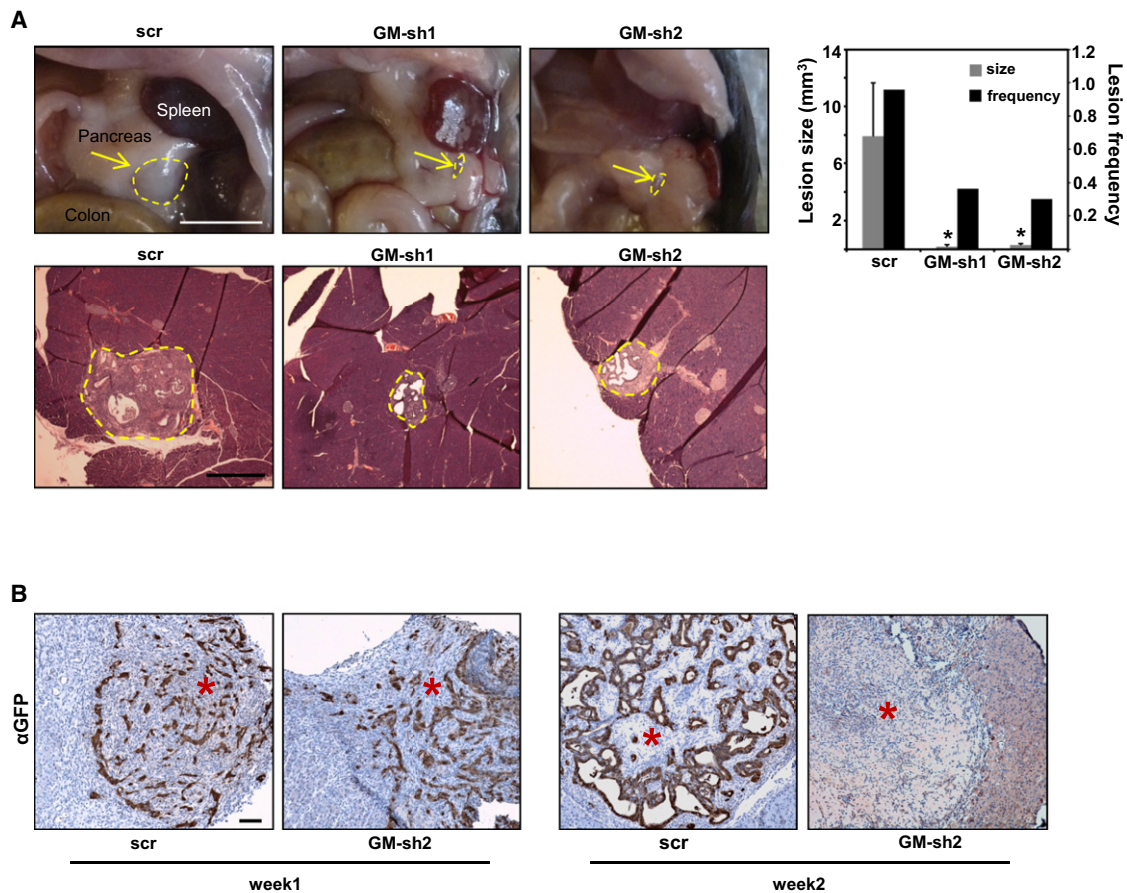 A
scr
GM-sh1
GM-sh2
Spleen
Pancreas
Colon
scr
GM-sh1
GM-sh2
Lesion size (mm³)
14
10
6
2
size
frequency
* *
1.2
1.0
0.8
0.6
0.4
0.2
Lesion frequency
scr GM-sh1 GM-sh2
B
αGFP
* * * *
scr
GM-sh2
scr
GM-sh2
week1
week2